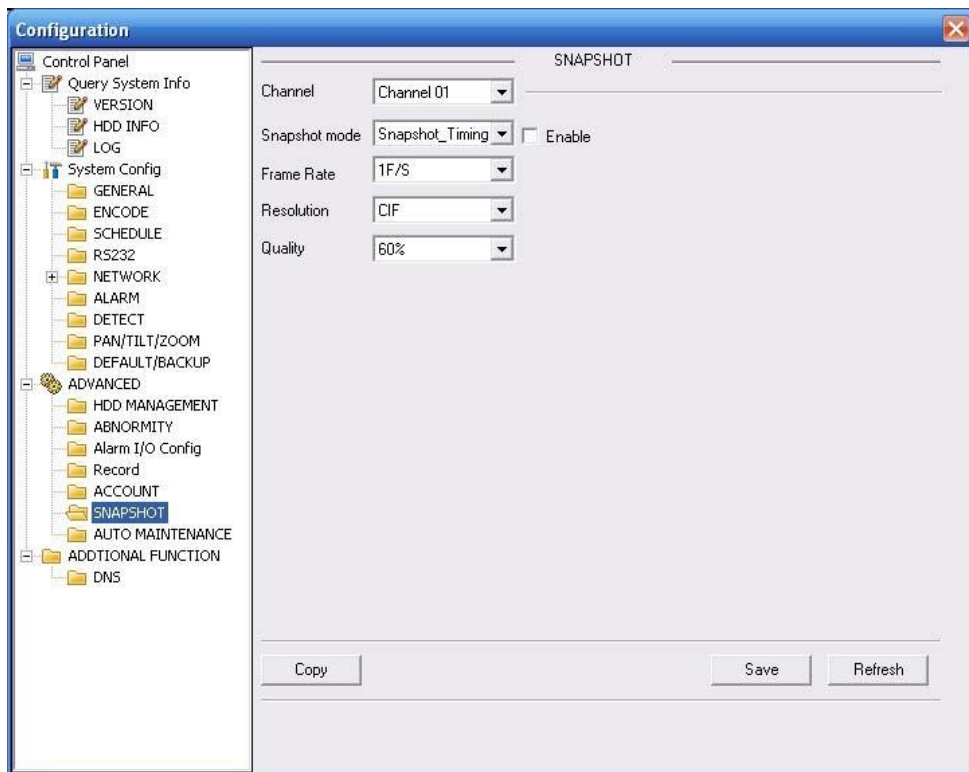 Configuration
Control Panel
Query System Info
VERSION
HDD INFO
LOG
System Config
GENERAL
ENCODE
SCHEDULE
RS232
NETWORK
ALARM
DETECT
PAN/TILT/ZOOM
DEFAULT/BACKUP
ADVANCED
HDD MANAGEMENT
ABNORMITY
Alarm I/O Config
Record
ACCOUNT
SNAPSHOT
AUTO MAINTENANCE
ADDTIONAL FUNCTION
DNS
SNAPSHOT
Channel Channel 01
Snapshot mode Snapshot_Timing Enable
Frame Rate 1F/S
Resolution CIF
Quality 60%
Copy Save Refresh